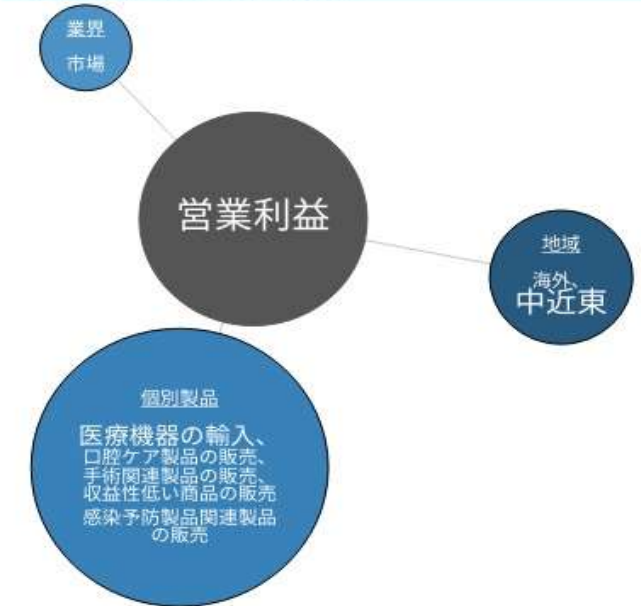 業界
市場
営業利益
地域
海外、
中近東
個別製品
医療機器の輸入、
口腔ケア製品の販売、
手術関連製品の販売、
収益性低い商品の販売
感染予防製品関連製品
の販売